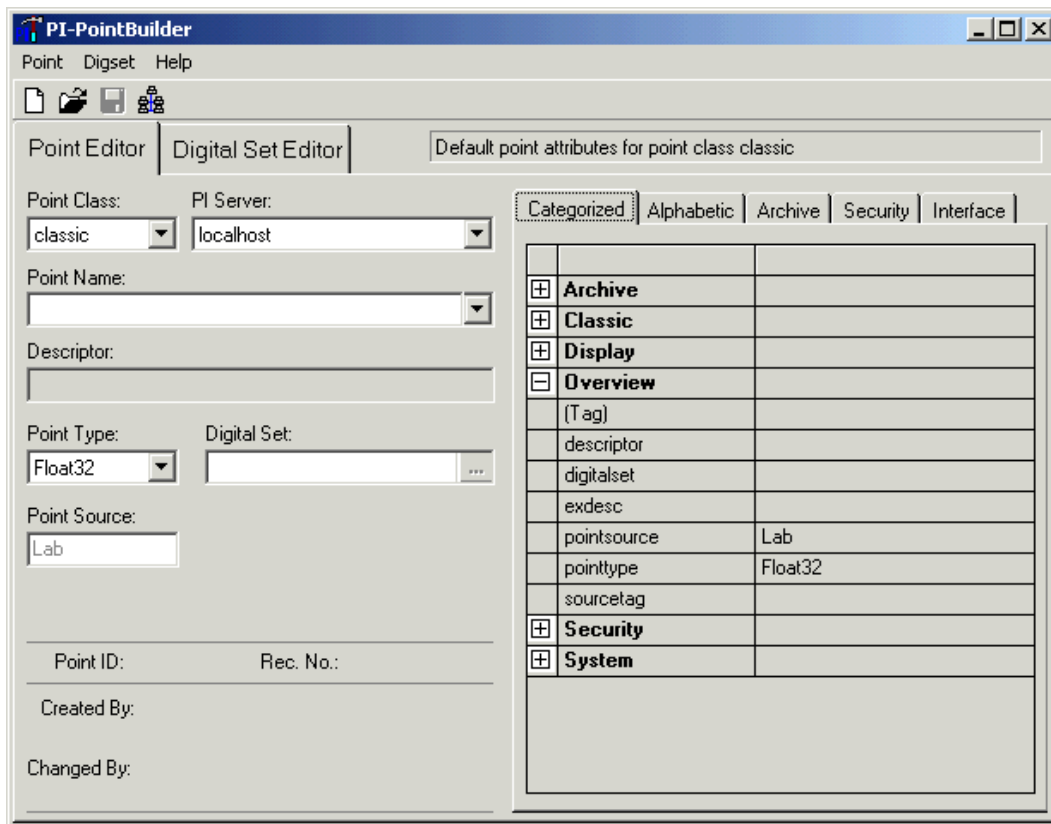 PI-PointBuilder
Point Digset Help
Point Editor
Digital Set Editor
Default point attributes for point class classic
Point Class:
PI Server:
classic
localhost
Point Name:
Descriptor:
Point Type:
Digital Set:
Float32
...
Point Source:
Lab
Point ID:
Rec. No.:
Created By:
Changed By:
Categorized Alphabetic Archive Security Interface
Archive
Classic
Display
Overview
(Tag)
descriptor
digitalset
exdesc
pointsource Lab
pointtype Float32
sourcetag
Security
System